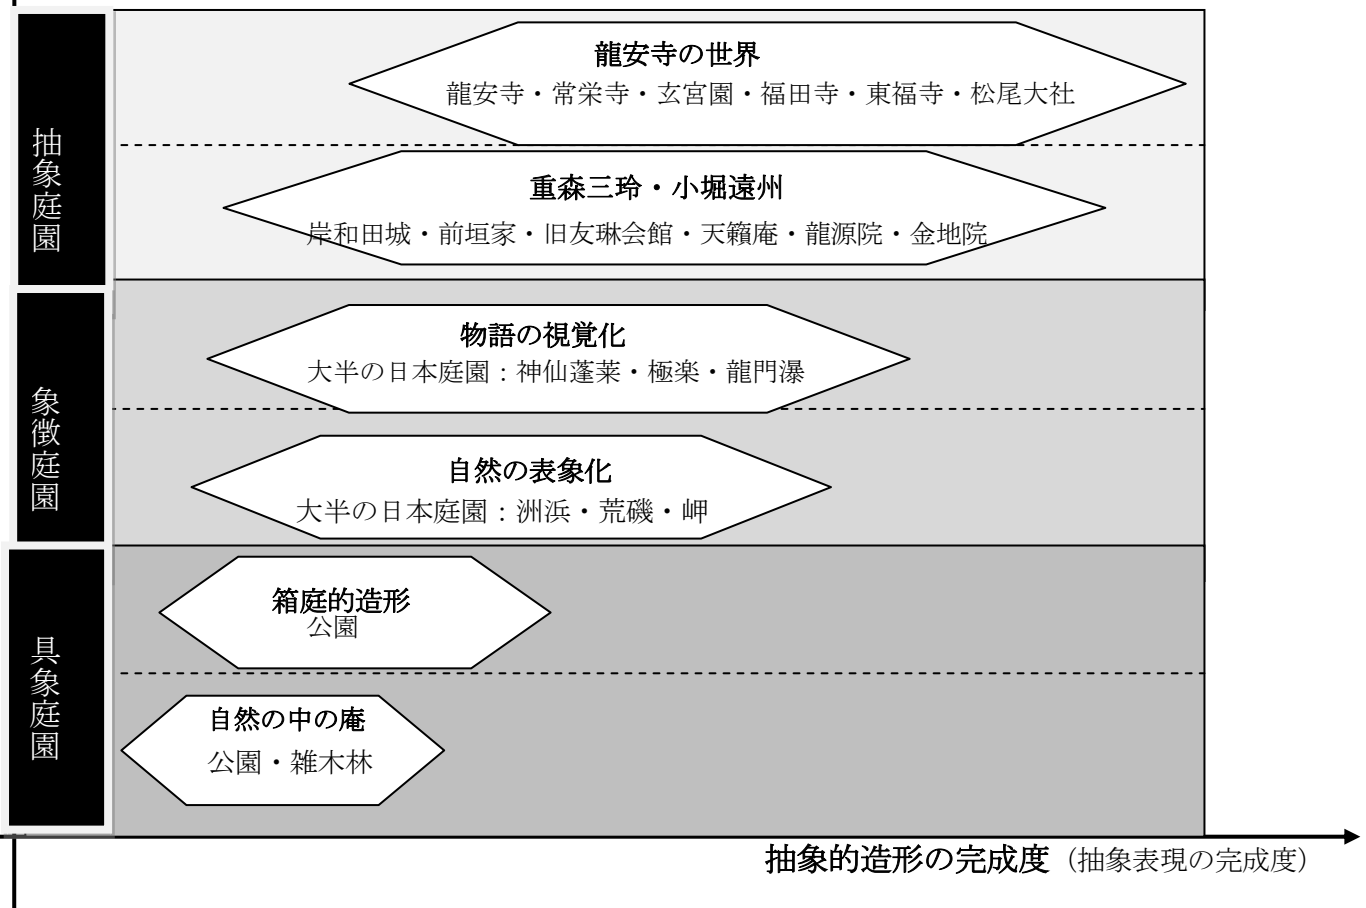 抽象庭園
龍安寺の世界
龍安寺・常栄寺・玄宮園・福田寺・東福寺・松尾大社
重森三玲・小堀遠州
岸和田城・前垣家・旧友琳会館・天籟庵・龍源院・金地院
象徴庭園
物語の視覚化
大半の日本庭園：神仙蓬莱・極楽・龍門瀑
自然の表象化
大半の日本庭園：洲浜・荒磯・岬
具象庭園
箱庭的造形
公園
自然の中の庵
公園・雑木林
抽象的造形の完成度（抽象表現の完成度）